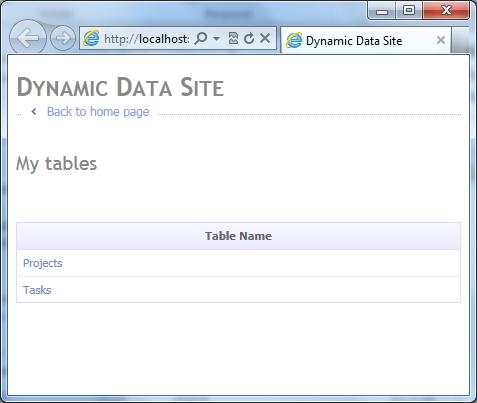 http://localhost:
Dynamic Data Site
Dynamic Data Site
Back to home page
My tables
Table Name
Projects
Tasks